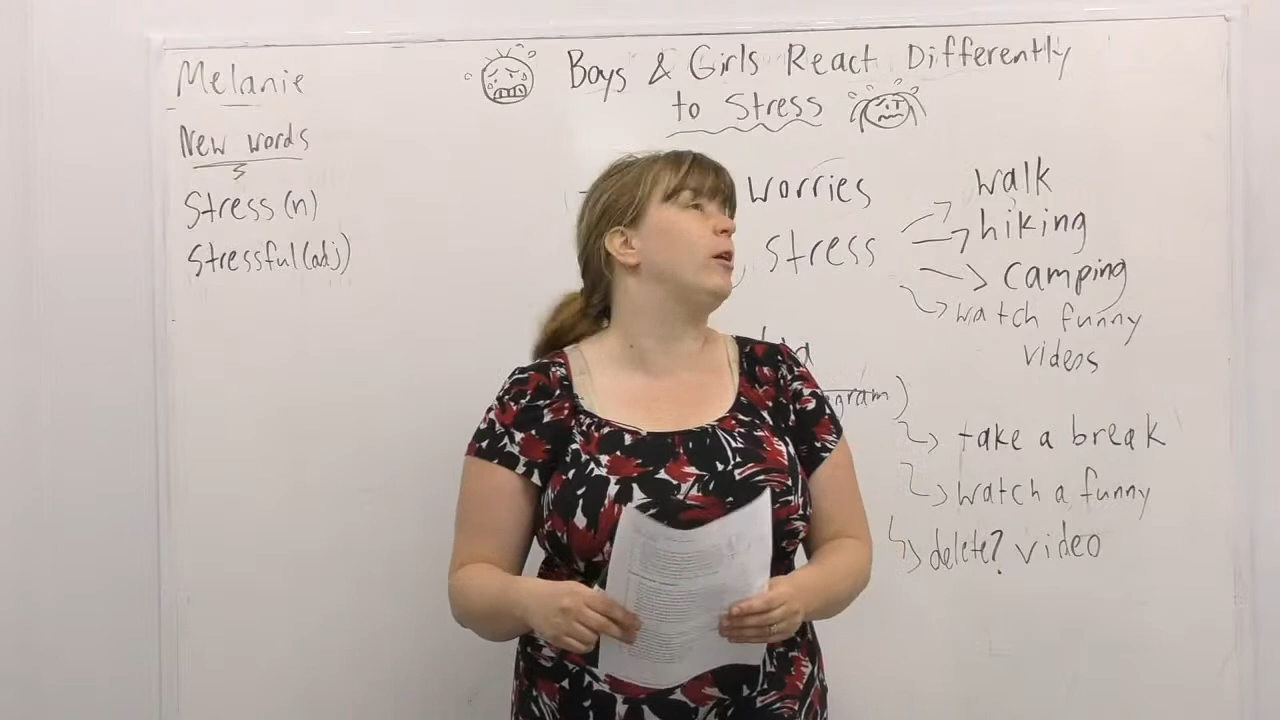 Melanie
New words
Stress (n)
Stressful (adj)
Boys & Girls React Differently
to Stress
worries
stress
walk
hiking
camping
watch funny
videos
take a break
watch a funny
delete? video